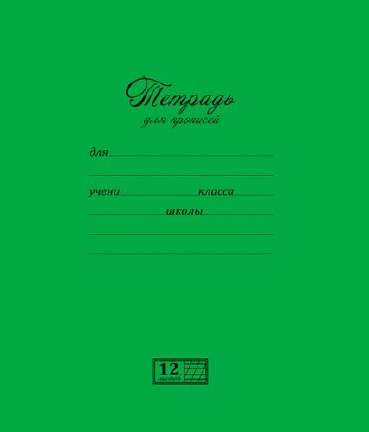 Тетрадь
для прописей
для
учени класса
школы
12
листов